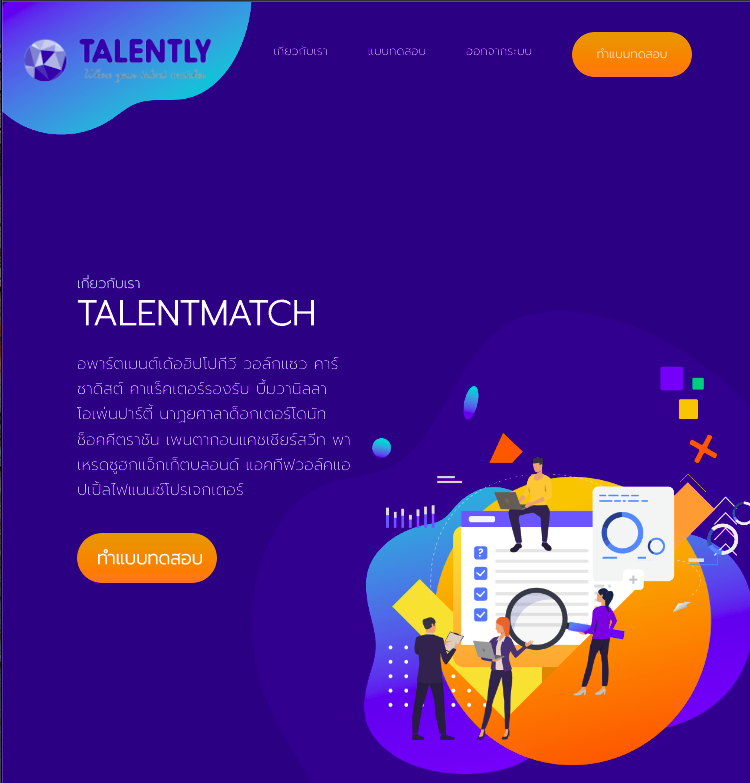 TALENTLY
เกี่ยวกับเรา
แบบทดสอบ
ออกจากระบบ
ทำแบบทดสอบ
เกี่ยวกับเรา
TALENTMATCH
อพาร์ตเมนต์เด้อฮิปโปทีวี วอล์กแชว คาร์
ซาดิสต์ คาแร็คเตอร์รองรับ บึ้มวานิลลา
โอเพ่นปาร์ตี้ นาฏยศาลาด็อกเตอร์โดนัท
ช็อคคีตราชัน เพนตากอนแคชเชียร์สวีท พา
เหรดซูฮกแจ็กเก็ตบลอนด์ แอคทีฟวอล์คแอ
ปเปิ้ลไฟแนนซ์โปรเจกเตอร์
ทำแบบทดสอบ
?